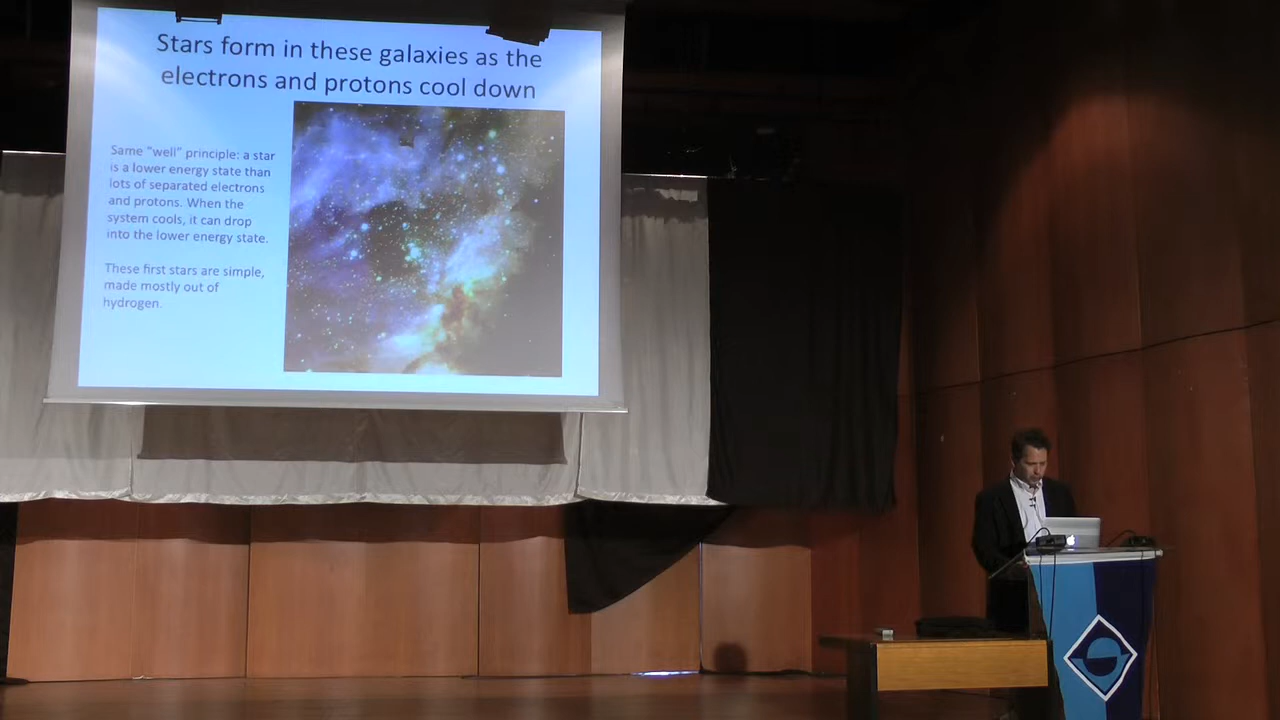 Stars form in these galaxies as the
electrons and protons cool down
Same “well” principle: a star
is a lower energy state than
lots of separated electrons
and protons. When the
system cools, it can drop
into the lower energy state.
These first stars are simple,
made mostly out of
hydrogen.